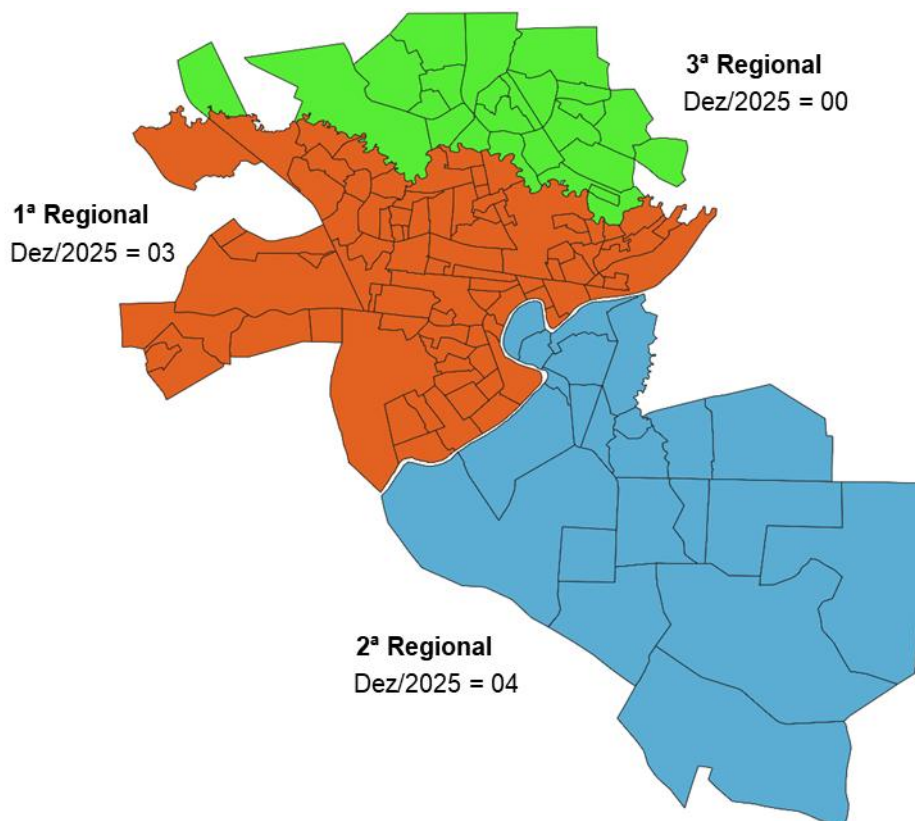 3ª Regional
Dez/2025 = 00
1ª Regional
Dez/2025 = 03
2ª Regional
Dez/2025 = 04